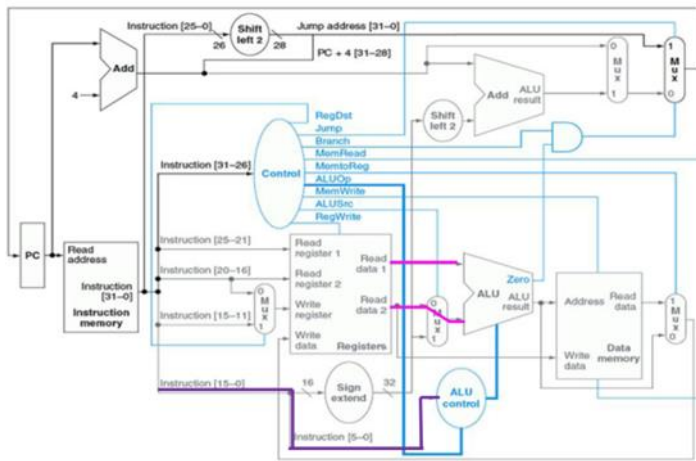 Instruction [25–0]
Shift
left 2
Jump address [31–0]
26
28
PC + 4 [31–28]
Add
4
0
M
u
x
1
1
M
u
x
0
Add
ALU
result
Shift
left 2
RegDst
Jump
Branch
MemRead
MemtoReg
ALUOp
MemWrite
ALUSrc
RegWrite
Control
Instruction [31–26]
PC
Read
address
Instruction
[31–0]
Instruction
memory
Instruction [25–21]
Instruction [20–16]
Instruction [15–11]
0
M
u
x
1
Read
register 1
Read
register 2
Write
register
Write
data
Read
data 1
Read
data 2
Registers
0
M
u
x
1
Zero
ALU
ALU
result
Address
Read
data
Write
data
Data
memory
1
M
u
x
0
Instruction [15–0]
16
Sign
extend
32
ALU
control
Instruction [5–0]